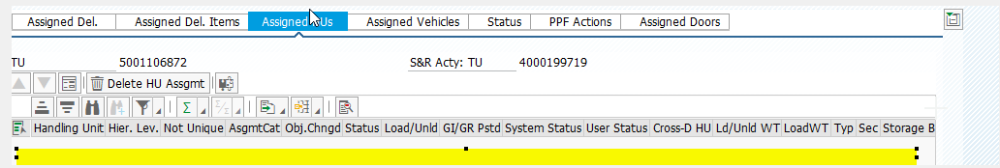 Assigned Del. Assigned Del. Items Assigned Us Assigned Vehicles Status PPF Actions Assigned Doors
TU 5001106872 S&R Acty: TU 4000199719
Delete HU Assgmt
Handling Unit Hier. Lev. Not Unique AsgmtCat Obj.Chngd Status Load/Unld GI/GR Pstd System Status User Status Cross-D HU Ld/Unld WT LoadWT Typ Sec Storage B